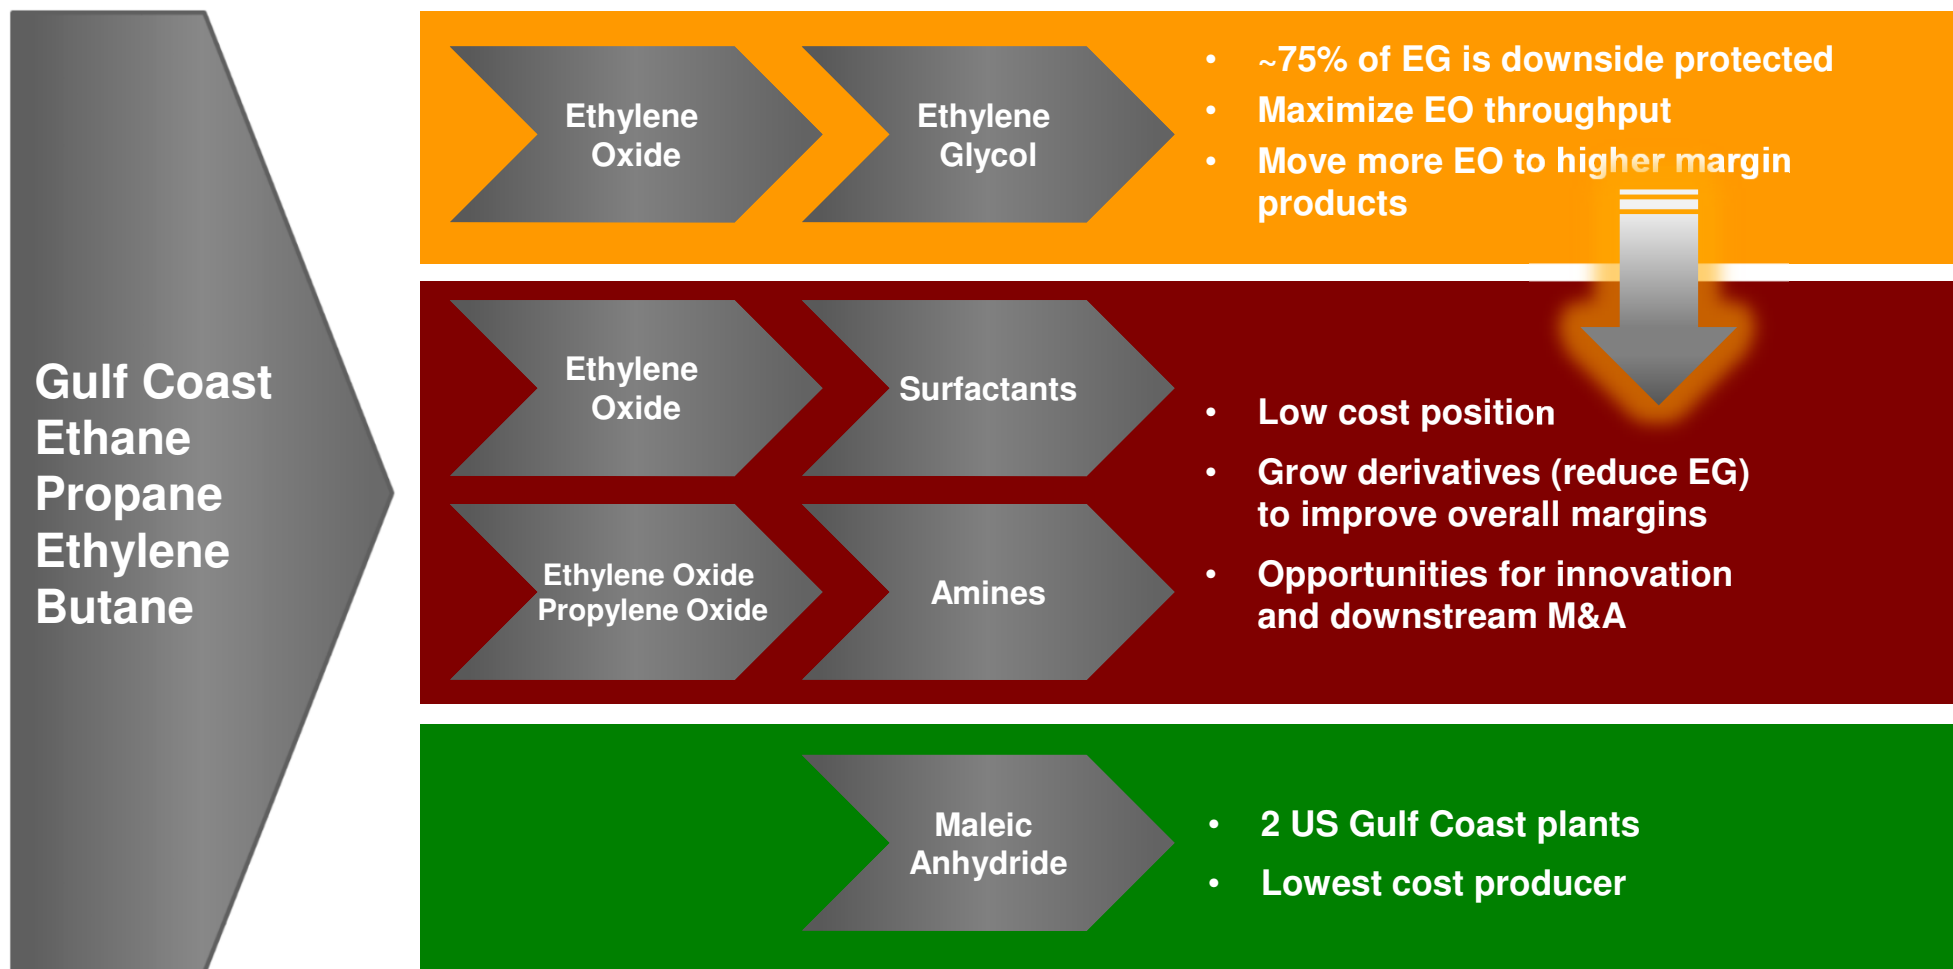 Gulf Coast
Ethane
Propane
Ethylene
Butane
Ethylene
Oxide
Ethylene
Glycol
• ~75% of EG is downside protected
• Maximize EO throughput
• Move more EO to higher margin
products
Ethylene
Oxide
Surfactants
Ethylene Oxide
Propylene Oxide
Amines
• Low cost position
• Grow derivatives (reduce EG)
to improve overall margins
• Opportunities for innovation
and downstream M&A
Maleic
Anhydride
• 2 US Gulf Coast plants
• Lowest cost producer